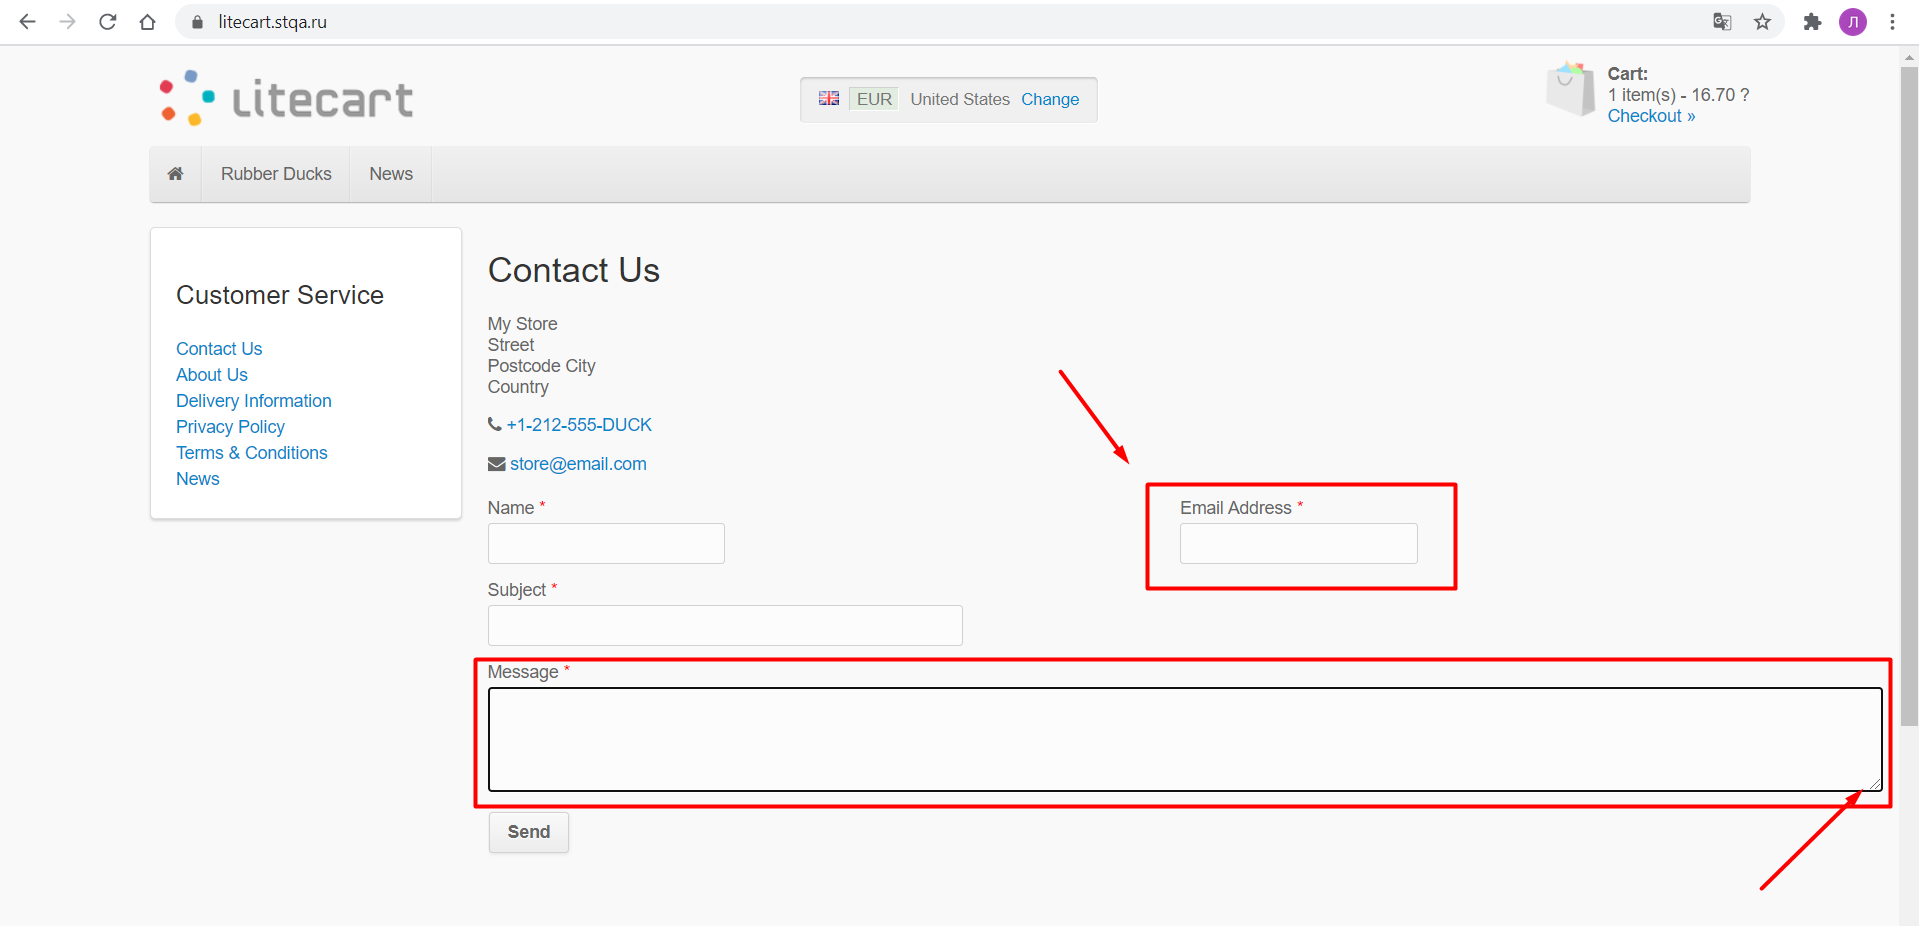 litecart.stqa.ru
Л
Litecart
EUR United States Change
Cart:
1 item(s) - 16.70 ?
Checkout »
Rubber Ducks News
Customer Service
Contact Us
About Us
Delivery Information
Privacy Policy
Terms & Conditions
News
Contact Us
My Store
Street
Postcode City
Country
+1-212-555-DUCK
store@email.com
Name * Email Address *
Subject *
Message *
Send